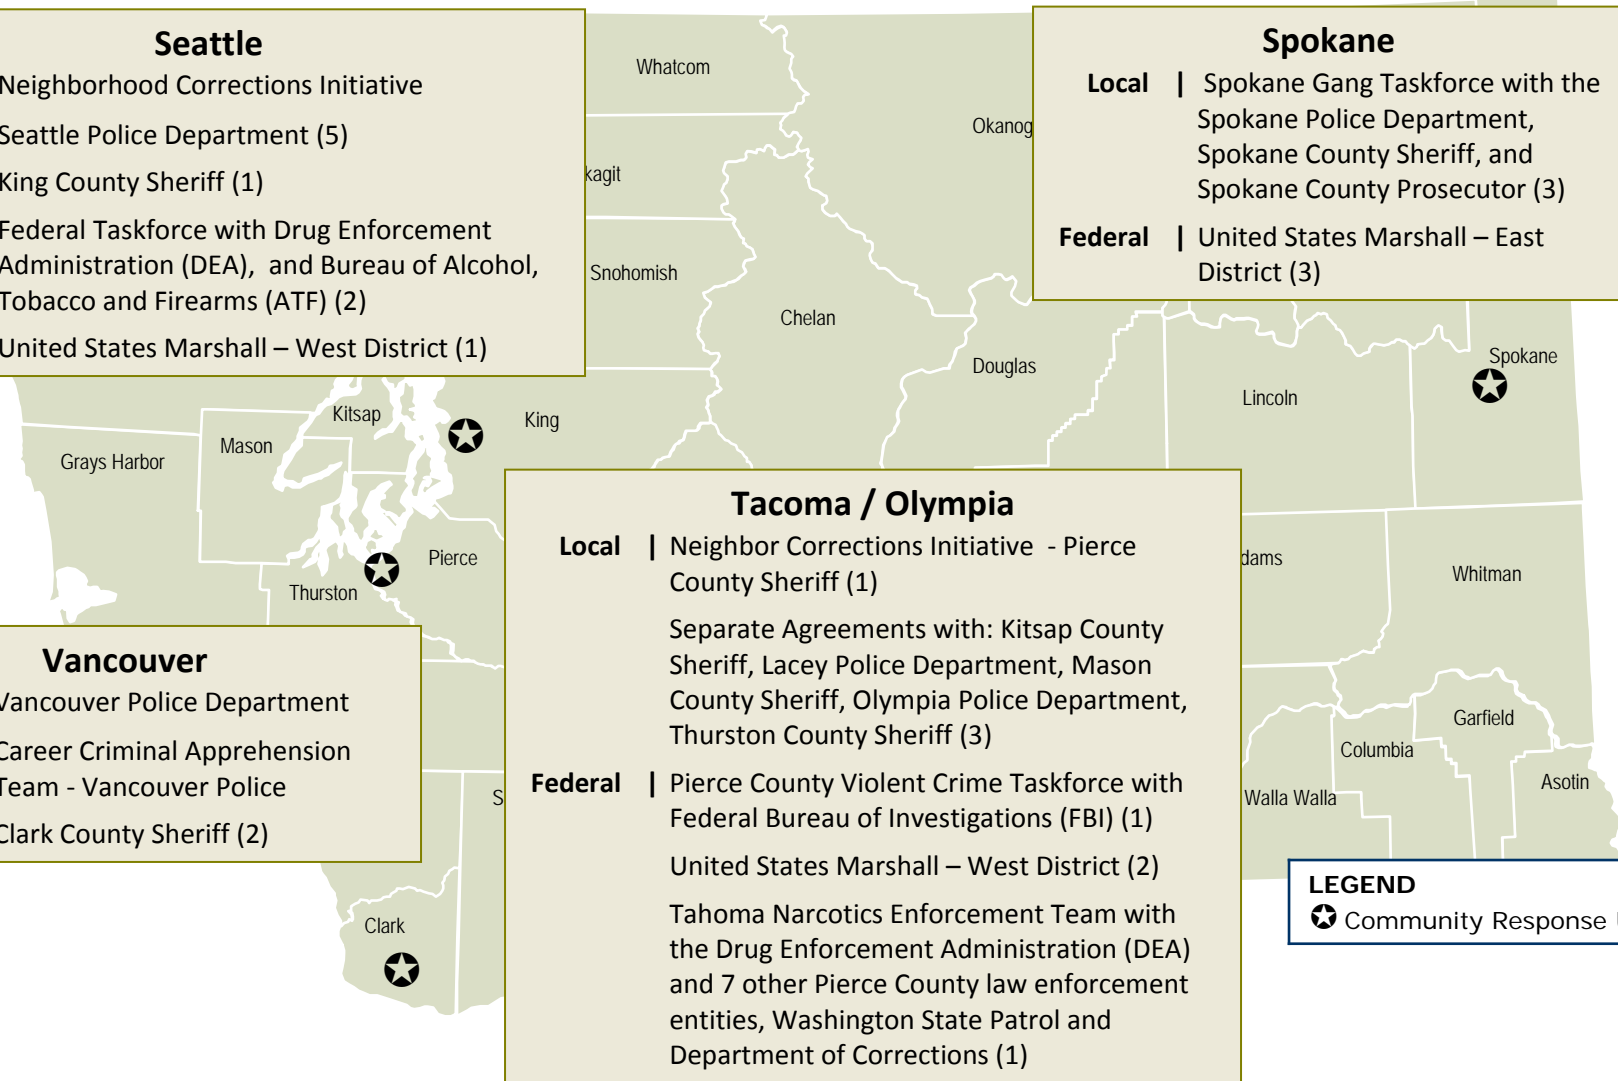 Seattle
Neighborhood Corrections Initiative
Seattle Police Department (5)
King County Sheriff (1)
Federal Taskforce with Drug Enforcement
Administration (DEA),  and Bureau of Alcohol,
Tobacco and Firearms (ATF) (2)
United States Marshall – West District (1)
Whatcom
Okanog
kagit
Snohomish
Chelan
Douglas
Spokane
Local | Spokane Gang Taskforce with the
Spokane Police Department,
Spokane County Sheriff, and
Spokane County Prosecutor (3)
Federal | United States Marshall – East
District (3)
Spokane
Lincoln
Kitsap
King
Mason
Grays Harbor
Pierce
Thurston
Tacoma / Olympia
Local | Neighbor Corrections Initiative  - Pierce
County Sheriff (1)
Separate Agreements with: Kitsap County
Sheriff, Lacey Police Department, Mason
County Sheriff, Olympia Police Department,
Thurston County Sheriff (3)
Federal | Pierce County Violent Crime Taskforce with
Federal Bureau of Investigations (FBI) (1)
United States Marshall – West District (2)
Tahoma Narcotics Enforcement Team with
the Drug Enforcement Administration (DEA)
and 7 other Pierce County law enforcement
entities, Washington State Patrol and
Department of Corrections (1)
dams
Whitman
Garfield
Columbia
Asotin
Walla Walla
Vancouver
Vancouver Police Department
Career Criminal Apprehension
Team - Vancouver Police
Clark County Sheriff (2)
S
Clark
LEGEND
Community Response